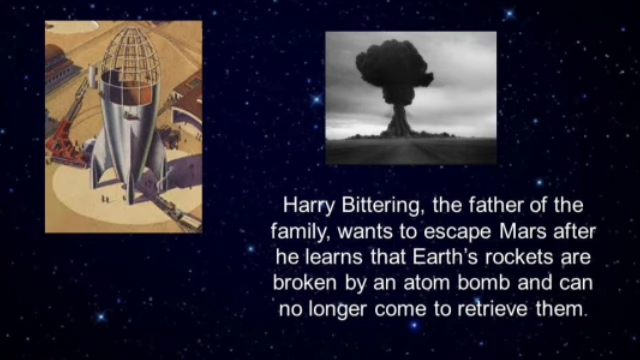 Harry Bittering, the father of the
family, wants to escape Mars after
he learns that Earth's rockets are
broken by an atom bomb and can
no longer come to retrieve them.